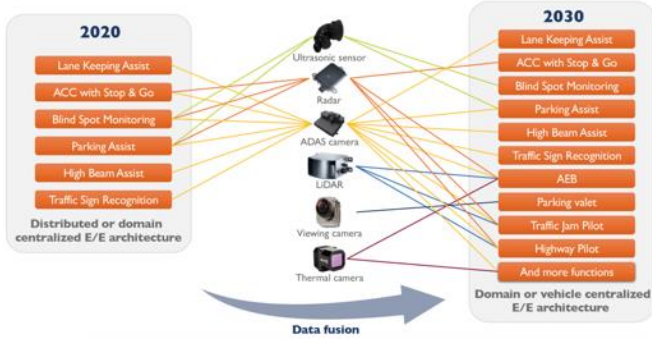 2020
Lane Keeping Assist
ACC with Stop & Go
Blind Spot Monitoring
Parking Assist
High Beam Assist
Traffic Sign Recognition
Distributed or domain
centralized E/E architecture
Ultrasonic sensor
Radar
ADAS camera
LiDAR
Viewing camera
Thermal camera
Data fusion
2030
Lane Keeping Assist
ACC with Stop & Go
Blind Spot Monitoring
Parking Assist
High Beam Assist
Traffic Sign Recognition
AEB
Parking valet
Traffic Jam Pilot
Highway Pilot
And more functions
Domain or vehicle centralized
E/E architecture